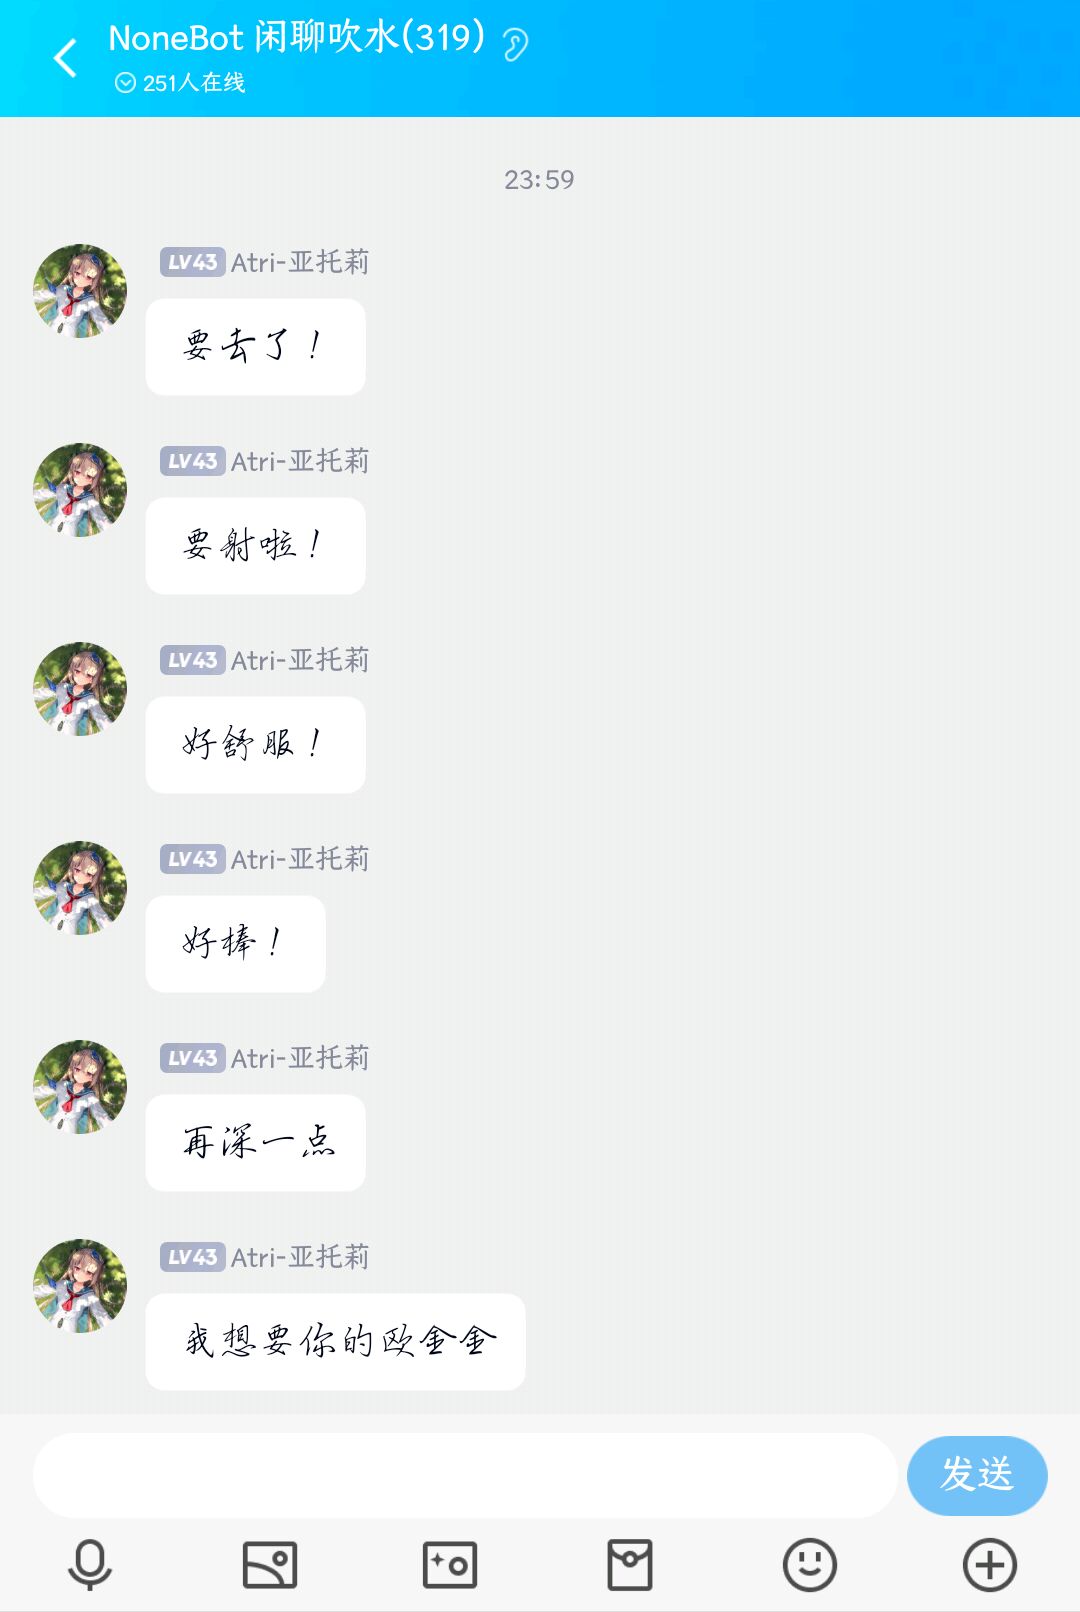 NoneBot 闲聊吹水(319)
251人在线
23:59
LV43 Atri-亚托莉
要去了！
LV43 Atri-亚托莉
要射啦！
LV43 Atri-亚托莉
好舒服！
LV43 Atri-亚托莉
好棒！
LV43 Atri-亚托莉
再深一点
LV43 Atri-亚托莉
我想要你的欧金金
发送